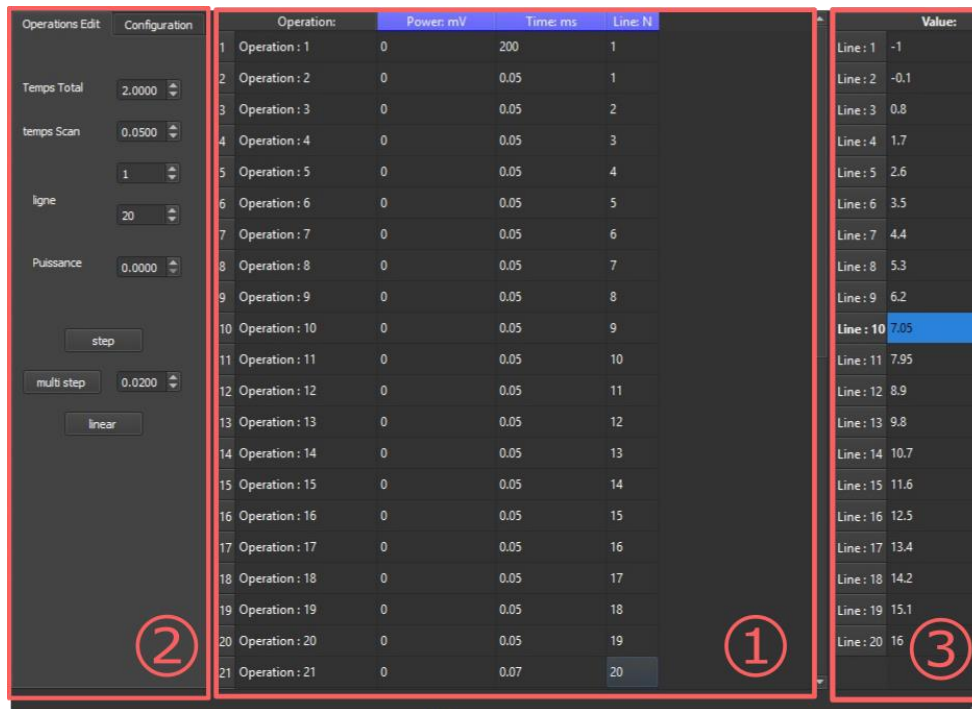 Operations Edit Configuration
Temps Total 2.0000
temps Scan 0.0500
1
ligne
20
Puissance 0.0000
step
multi step 0.0200
linear
②
Operation: Power: mV Time: ms Line: N
1 Operation : 1 0 200 1
2 Operation : 2 0 0.05 1
3 Operation : 3 0 0.05 2
4 Operation : 4 0 0.05 3
5 Operation : 5 0 0.05 4
6 Operation : 6 0 0.05 5
7 Operation : 7 0 0.05 6
8 Operation : 8 0 0.05 7
9 Operation : 9 0 0.05 8
10 Operation : 10 0 0.05 9
11 Operation : 11 0 0.05 10
12 Operation : 12 0 0.05 11
13 Operation : 13 0 0.05 12
14 Operation : 14 0 0.05 13
15 Operation : 15 0 0.05 14
16 Operation : 16 0 0.05 15
17 Operation : 17 0 0.05 16
18 Operation : 18 0 0.05 17
19 Operation : 19 0 0.05 18
20 Operation : 20 0 0.05 19
21 Operation : 21 0 0.07 20
①
Value:
Line : 1 -1
Line : 2 -0.1
Line : 3 0.8
Line : 4 1.7
Line : 5 2.6
Line : 6 3.5
Line : 7 4.4
Line : 8 5.3
Line : 9 6.2
Line : 10 7.05
Line : 11 7.95
Line : 12 8.9
Line : 13 9.8
Line : 14 10.7
Line : 15 11.6
Line : 16 12.5
Line : 17 13.4
Line : 18 14.2
Line : 19 15.1
Line : 20 16
③